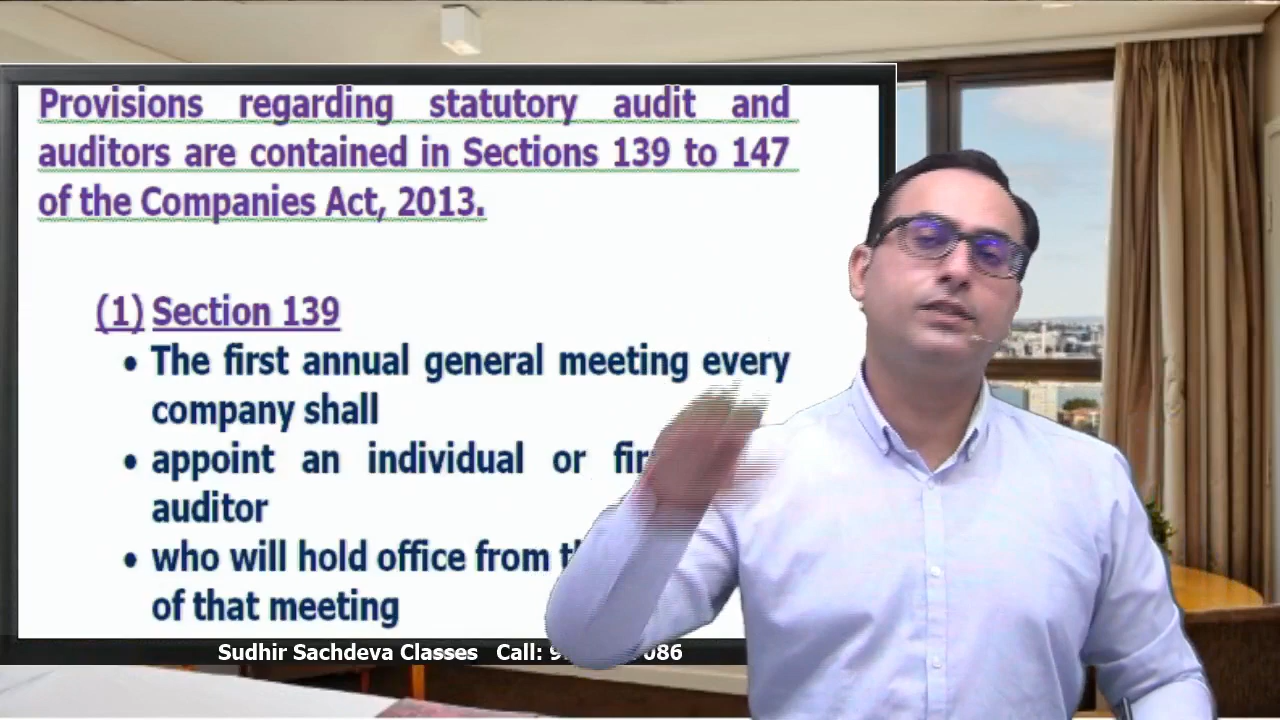 Provisions regarding statutory audit and
auditors are contained in Sections 139 to 147
of the Companies Act, 2013.
(1) Section 139
• The first annual general meeting every
company shall
• appoint an individual or
auditor
• who will hold office from
of that meeting
Sudhir Sachdeva Classes Call: 086